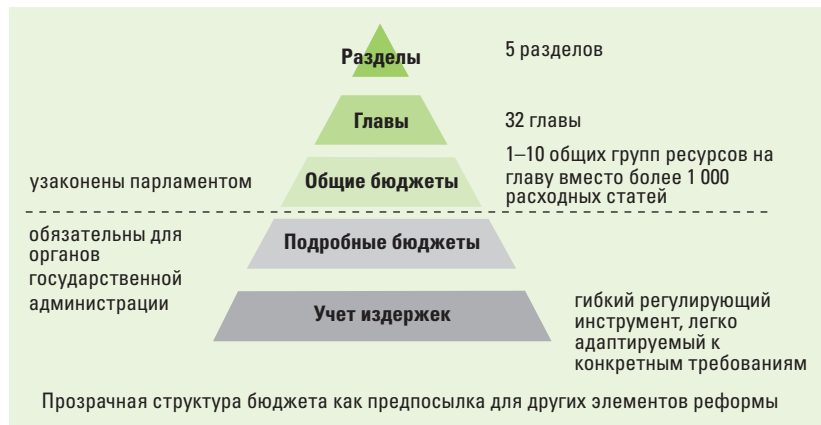 Разделы
5 разделов
Главы
32 главы
узаконены парламентом
Общие бюджеты
1–10 общих групп ресурсов на
главу вместо более 1 000
расходных статей
обязательны для
органов
государственной
администрации
Подробные бюджеты
Учет издержек
гибкий регулирующий
инструмент, легко
адаптируемый к
конкретным требованиям
Прозрачная структура бюджета как предпосылка для других элементов реформы